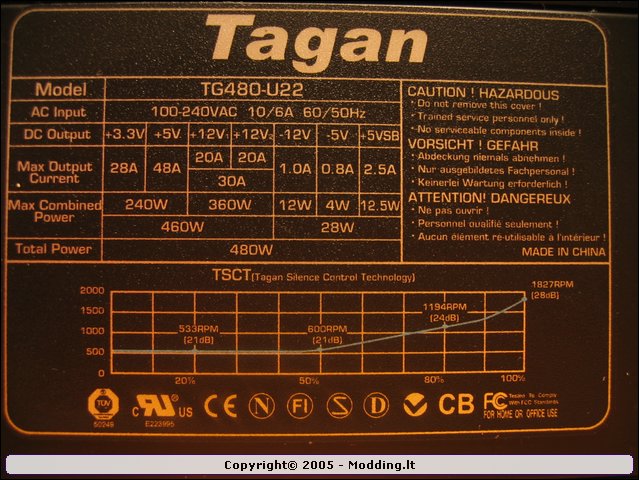 Tagan
Model TG480-U22
AC Input 100-240VAC 10/6A 60/50Hz
DC Output +3.3V +5V +12V1 +12V2 -12V -5V +5VSB
Max Output Current 28A 48A 20A 20A 30A 1.0A 0.8A 2.5A
Max Combined Power 240W 360W 12W 4W 12.5W
460W 28W
Total Power 480W
CAUTION ! HAZARDOUS
· Do not remove this cover !
· Trained service personnel only !
· No serviceable components inside !
VORSICHT ! GEFAHR
· Abdeckung niemals abnehmen !
· Nur ausgebildetes Fachpersonal !
· Keinerlei Wartung erforderlich !
ATTENTION! DANGEREUX
· Ne pas ouvrir !
· Personnel qualifié seulement !
· Aucun élément ré-utilisable à l'intérieur !
MADE IN CHINA
TSCT(Tagan Silence Control Technology)
2000
1500
1000
500
0
533RPM
(21dB)
600RPM
(21dB)
1194RPM
(24dB)
1827RPM
(28dB)
20% 50% 80% 100%
TÜV
50249
c RU US
E223995
CE N FI S D CB FC
Tested To Comply
With FCC Standards
FOR HOME OR OFFICE USE
Copyright© 2005 - Modding.lt